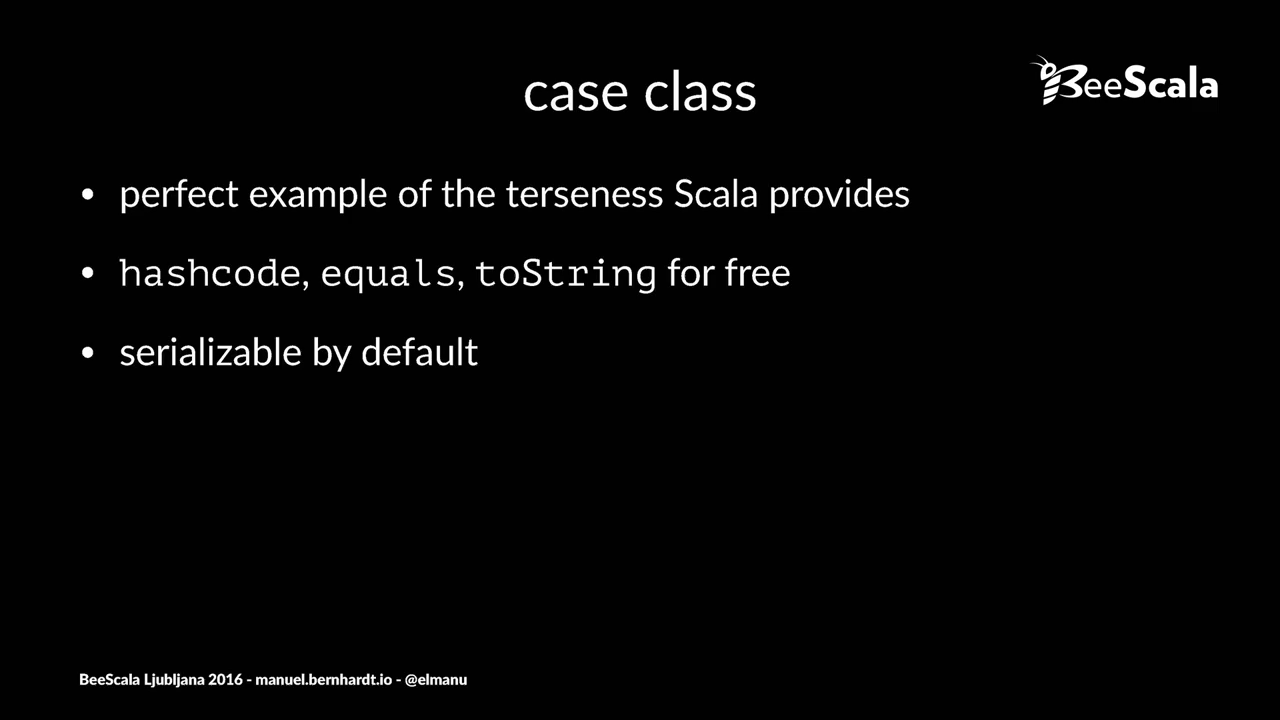 case class
BeeScala
• perfect example of the terseness Scala provides
• hashcode, equals, toString for free
• serializable by default
BeeScala Ljubljana 2016 - manuel.bernhardt.io - @elmanu